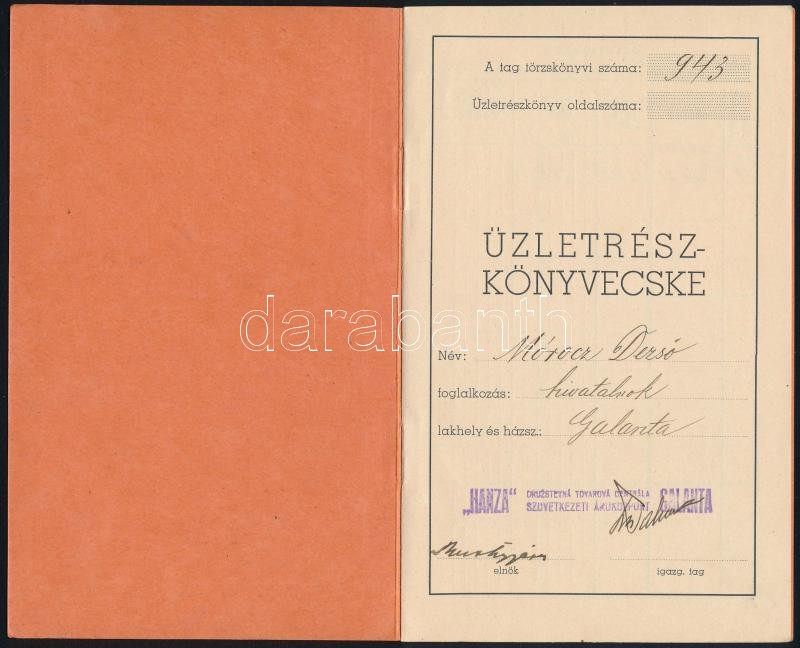 A tag törzskönyvi száma: 943
Üzletrészkönyv oldalszáma:
ÜZLETRÉSZ-
KÖNYVECSKE
darabanth
Név: Mórocz Dezső
foglalkozás: hivatalnok
lakhely és házsz.: Galanta
„HANZA" DRUŽSTEVNÁ TOVAROVÁ CENTRÁLA SZÖVETKEZETI ÁRUKÖZPONT GALANTA
elnök igazg. tag